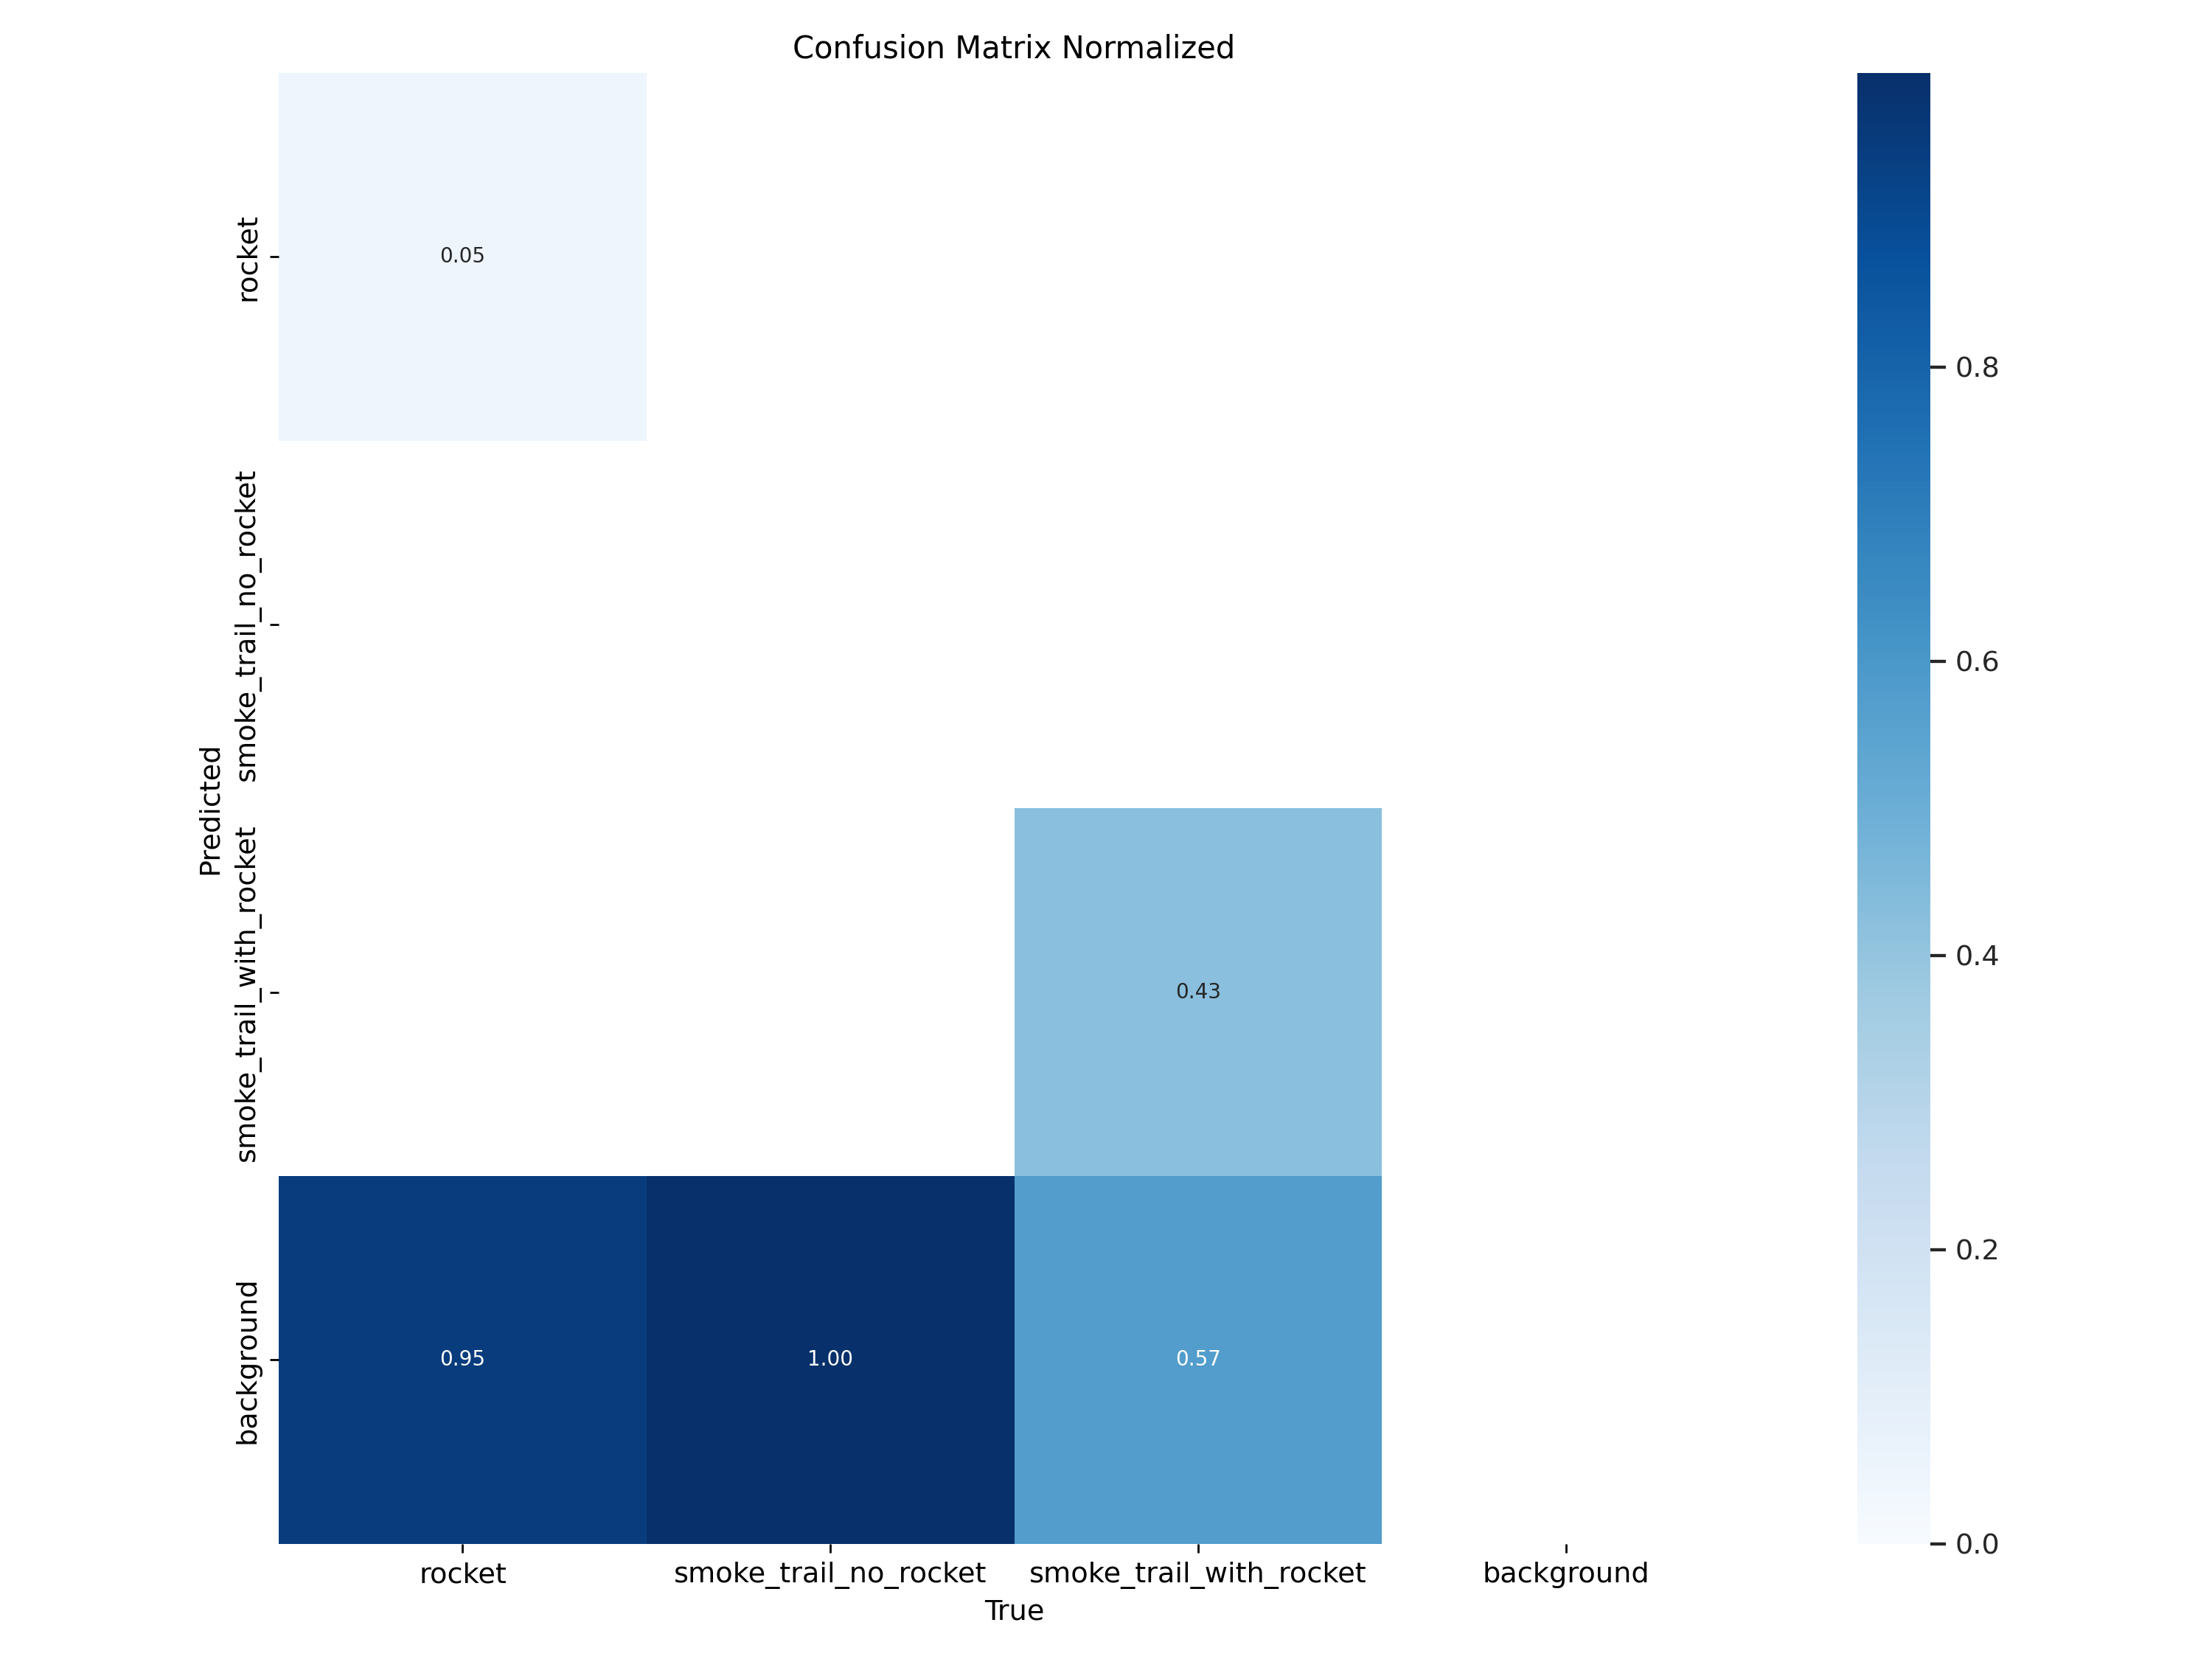 Confusion Matrix Normalized
rocket
smoke_trail_no_rocket
smoke_trail_with_rocket
background
Predicted
0.05
0.43
0.95
1.00
0.57
rocket
smoke_trail_no_rocket
smoke_trail_with_rocket
background
True
0.8
0.6
0.4
0.2
0.0